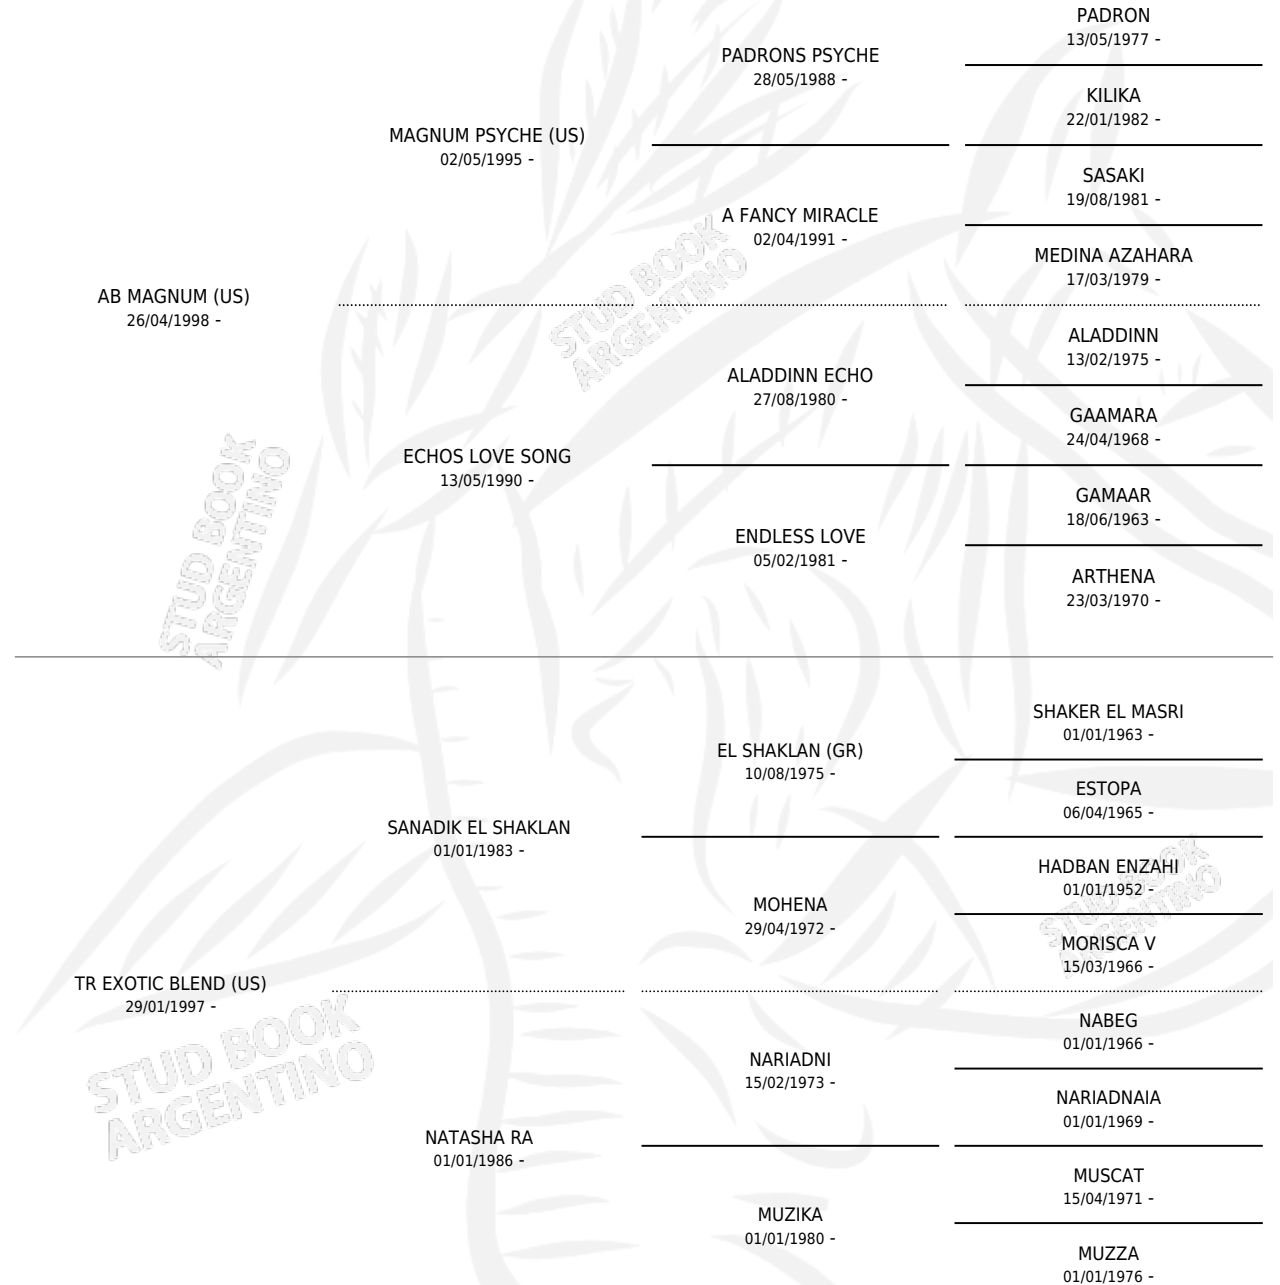 PADRON
13/05/1977 -
PADRONS PSYCHE
28/05/1988 -
KILIKA
22/01/1982 -
MAGNUM PSYCHE (US)
02/05/1995 -
SASAKI
19/08/1981 -
A FANCY MIRACLE
02/04/1991 -
MEDINA AZAHARA
17/03/1979 -
AB MAGNUM (US)
26/04/1998 -
ALADDINN
13/02/1975 -
ALADDINN ECHO
27/08/1980 -
GAAMARA
24/04/1968 -
ECHOS LOVE SONG
13/05/1990 -
GAMAAR
18/06/1963 -
ENDLESS LOVE
05/02/1981 -
ARTHENA
23/03/1970 -
STUD BOOK
ARGENTINO
STUD BOOK
ARGENTINO
SHAKER EL MASRI
01/01/1963 -
EL SHAKLAN (GR)
10/08/1975 -
ESTOPA
06/04/1965 -
SANADIK EL SHAKLAN
01/01/1983 -
HADBAN ENZAHI
01/01/1952 -
MOHENA
29/04/1972 -
MORISCA V
15/03/1966 -
TR EXOTIC BLEND (US)
29/01/1997 -
NABEG
01/01/1966 -
NARIADNI
15/02/1973 -
NARIADNAIA
01/01/1969 -
NATASHA RA
01/01/1986 -
MUSCAT
15/04/1971 -
MUZIKA
01/01/1980 -
MUZZA
01/01/1976 -
STUD BOOK
ARGENTINO
STUD BOOK
ARGENTINO